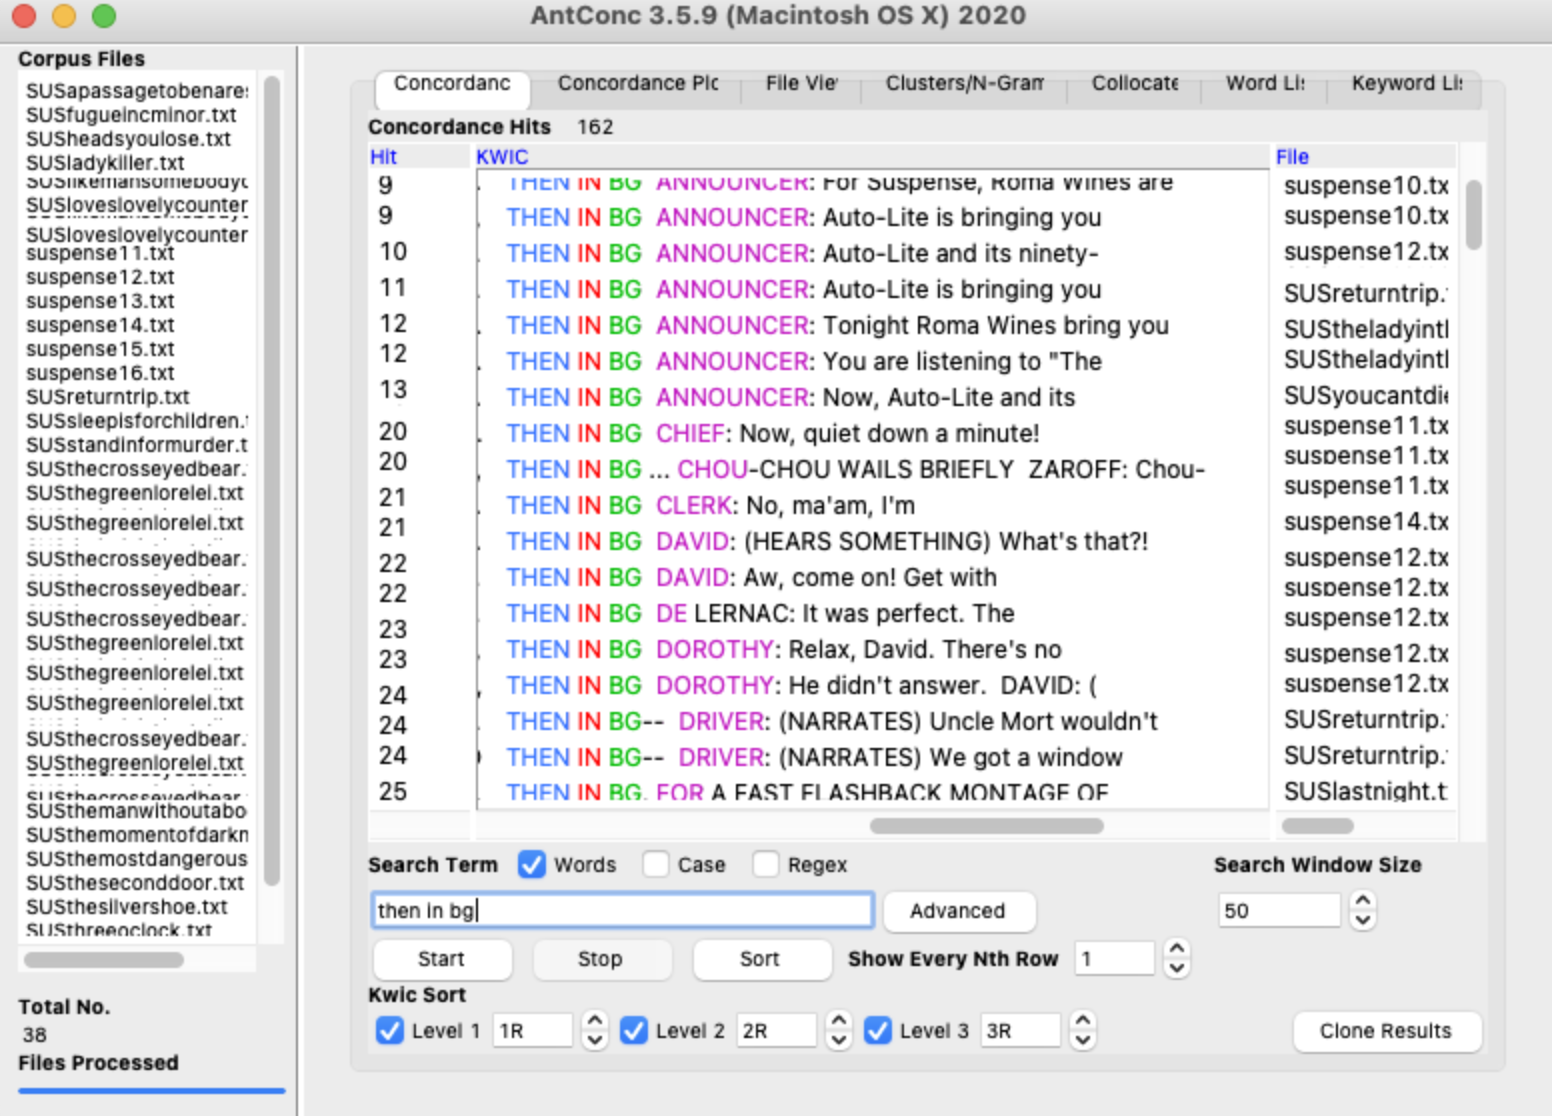 AntConc 3.5.9 (Macintosh OS X) 2020
Corpus Files
SUSapassagetobenares
SUSfugueincminor.txt
SUSheadsyoulose.txt
SUSladykiller.txt
SUSlikemansomebodyc
SUSloveslovelycounter
SUSloveslovelycounter
suspense11.txt
suspense12.txt
suspense13.txt
suspense14.txt
suspense15.txt
suspense16.txt
SUSreturntrip.txt
SUSsleepisforchildren.
SUSstandinformurder.t
SUSthecrosseyedbear.
SUSthegreenlorelei.txt
SUSthegreenlorelei.txt
SUSthecrosseyedbear.
SUSthecrosseyedbear.
SUSthecrosseyedbear.
SUSthegreenlorelei.txt
SUSthegreenlorelei.txt
SUSthegreenlorelei.txt
SUSthecrosseyedbear.
SUSthegreenlorelei.txt
SUSthecrosseyedbear
SUSthemanwithoutabo
SUSthemomentofdarkn
SUSthemostdangerous
SUStheseconddoor.txt
SUSthesilvershoe.txt
SUSthreeoclock.txt
Total No.
38
Files Processed
Concordanc Concordance Plo File Vie Clusters/N-Gram Collocate Word Lis Keyword Lis
Concordance Hits 162
Hit KWIC File
9 . THEN IN BG ANNOUNCER: For Suspense, Roma Wines are suspense10.tx
9 , THEN IN BG ANNOUNCER: Auto-Lite is bringing you suspense10.tx
10 . THEN IN BG ANNOUNCER: Auto-Lite and its ninety- suspense12.tx
11 . THEN IN BG ANNOUNCER: Auto-Lite is bringing you SUSreturntrip.
12 . THEN IN BG ANNOUNCER: Tonight Roma Wines bring you SUStheladyintl
12 . THEN IN BG ANNOUNCER: You are listening to "The SUStheladyintl
13 . THEN IN BG ANNOUNCER: Now, Auto-Lite and its SUSyoucantdie
20 . THEN IN BG CHIEF: Now, quiet down a minute! suspense11.tx
20 , THEN IN BG ... CHOU-CHOU WAILS BRIEFLY ZAROFF: Chou- suspense11.tx
21 . THEN IN BG CLERK: No, ma'am, I'm suspense11.tx
21 . THEN IN BG DAVID: (HEARS SOMETHING) What's that?! suspense14.tx
22 . THEN IN BG DAVID: Aw, come on! Get with suspense12.tx
22 . THEN IN BG DE LERNAC: It was perfect. The suspense12.tx
23 , THEN IN BG DOROTHY: Relax, David. There's no suspense12.tx
23 , THEN IN BG DOROTHY: He didn't answer. DAVID: ( suspense12.tx
24 . THEN IN BG-- DRIVER: (NARRATES) Uncle Mort wouldn't suspense12.tx
24 ) THEN IN BG-- DRIVER: (NARRATES) We got a window SUSreturntrip.
24 . THEN IN BG. FOR A FAST FLASHBACK MONTAGE OF SUSreturntrip.
25 SUSlastnight.t
Search Term Words Case Regex Search Window Size
then in bg Advanced 50
Start Stop Sort Show Every Nth Row 1
Kwic Sort
Level 1 1R Level 2 2R Level 3 3R Clone Results